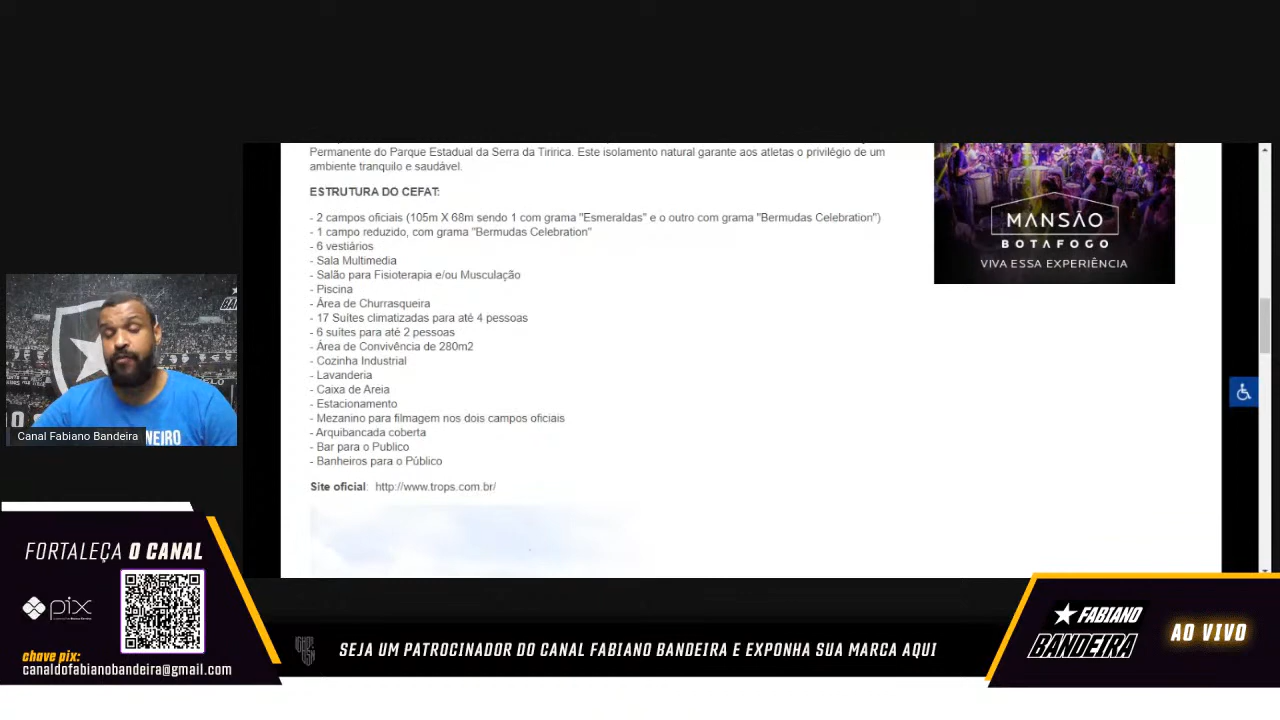 Permanente do Parque Estadual da Serra da Tiririca. Este isolamento natural garante aos atletas o privilégio de um
ambiente tranquilo e saudável.
ESTRUTURA DO CEFAT:
- 2 campos oficiais (105m X 68m sendo 1 com grama "Esmeraldas" e o outro com grama "Bermudas Celebration")
- 1 campo reduzido, com grama "Bermudas Celebration"
- 6 vestiários
- Sala Multimedia
- Salão para Fisioterapia e/ou Musculação
- Piscina
- Área de Churrasqueira
- 17 Suítes climatizadas para até 4 pessoas
- 6 suítes para até 2 pessoas
- Área de Convivência de 280m2
- Cozinha Industrial
- Lavanderia
- Caixa de Areia
- Estacionamento
- Mezanino para filmagem nos dois campos oficiais
- Arquibancada coberta
- Bar para o Publico
- Banheiros para o Público
Site oficial: http://www.trops.com.br/
MANSÃO
BOTAFOGO
VIVA ESSA EXPERIÊNCIA
Canal Fabiano Bandeira
NEIRO
FORTALEÇA O CANAL
pix
chave pix:
canaldofabianobandeira@gmail.com
SEJA UM PATROCINADOR DO CANAL FABIANO BANDEIRA E EXPONHA SUA MARCA AQUI
FABIANO
BANDEIRA
AO VIVO